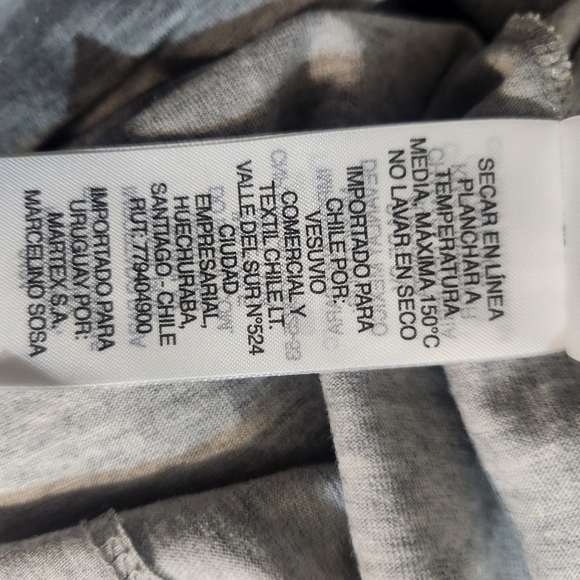 SECAR EN LÍNEA
PLANCHAR A
TEMPERATURA
MEDIA, MÁXIMA 150°C
NO LAVAR EN SECO
IMPORTADO PARA
CHILE POR:
VESUVIO
COMERCIAL Y
TEXTIL CHILE LT.
VALLE DEL SUR N°524
CIUDAD
EMPRESARIAL,
HUECHURABA,
SANTIAGO - CHILE
RUT: 779404900
IMPORTADO PARA
URUGUAY POR:
MARTEX S.A.
MARCELINO SOSA